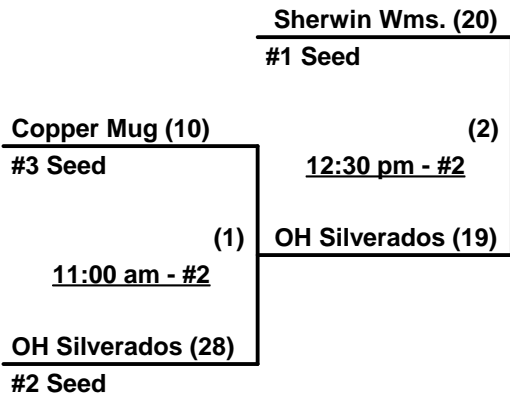 Sherwin Wms. (20)
#1 Seed
Copper Mug (10)
(2)
#3 Seed
12:30 pm - #2
(1)
OH Silverados (19)
11:00 am - #2
OH Silverados (28)
#2 Seed